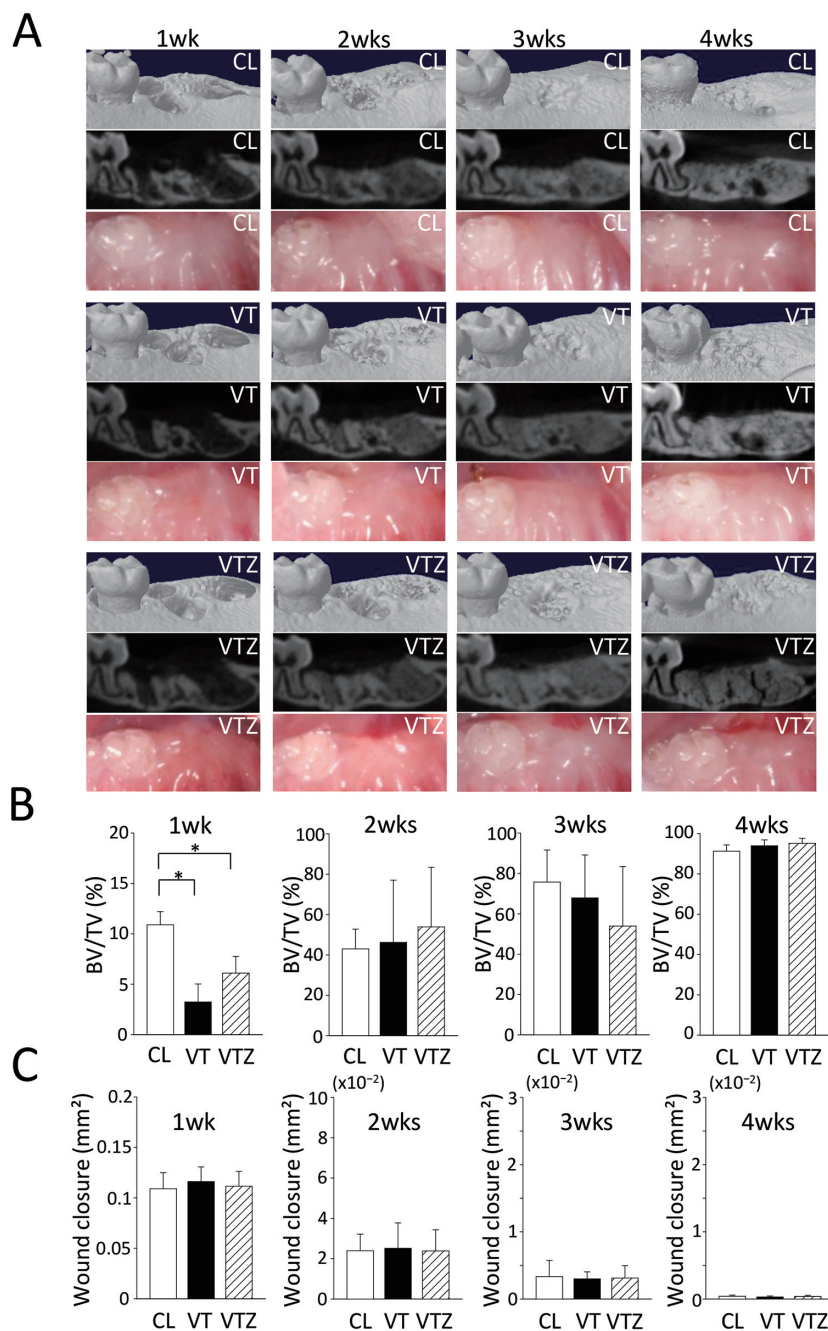 A
1wk 2wks 3wks 4wks
CL CL CL CL
CL CL CL CL
CL CL CL CL
VT VT VT VT
VT VT VT VT
VT VT VT VT
VTZ VTZ VTZ VTZ
VTZ VTZ VTZ VTZ
VTZ VTZ VTZ VTZ
B
1wk
BV/TV (%)
20
15
10
5
0
*
*
CL VT VTZ
2wks
BV/TV (%)
100
80
60
40
20
0
CL VT VTZ
3wks
BV/TV (%)
100
80
60
40
20
0
CL VT VTZ
4wks
BV/TV (%)
100
80
60
40
20
0
CL VT VTZ
C
1wk
Wound closure (mm²)
0.2
0.15
0.1
0.05
0
CL VT VTZ
(x10⁻²)
2wks
Wound closure (mm²)
10
8
6
4
2
0
CL VT VTZ
(x10⁻²)
3wks
Wound closure (mm²)
3
2
1
0
CL VT VTZ
(x10⁻²)
4wks
Wound closure (mm²)
3
2
1
0
CL VT VTZ